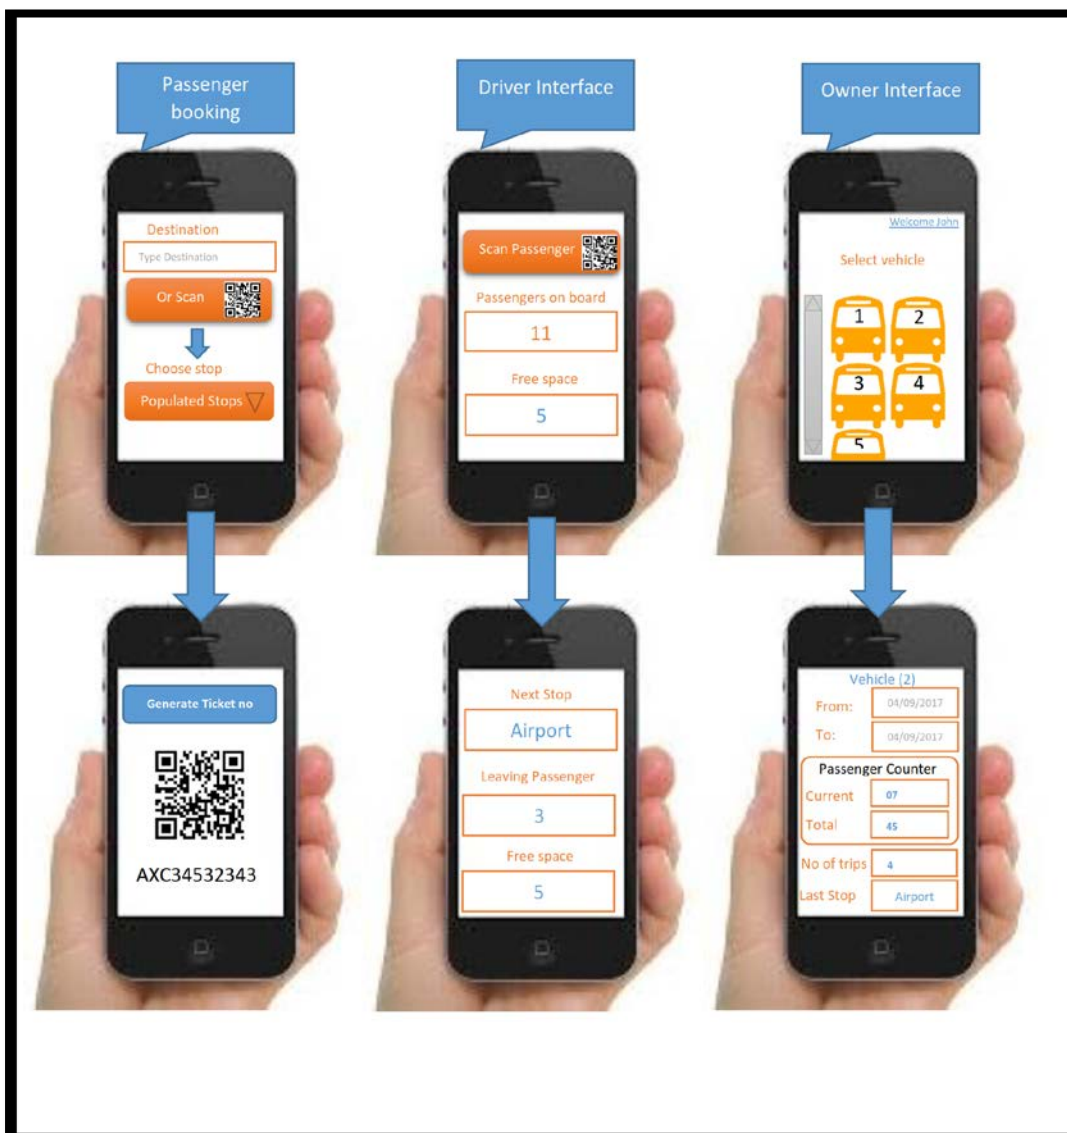 Passenger
booking
Driver Interface
Owner Interface
Destination
Type Destination
Or Scan
Choose stop
Populated Stops
Scan Passenger
Passengers on board
11
Free space
5
Welcome John
Select vehicle
1
2
3
4
5
Generate Ticket no
AXC34532343
Next Stop
Airport
Leaving Passenger
3
Free space
5
Vehicle (2)
From: 04/09/2017
To: 04/09/2017
Passenger Counter
Current 07
Total 45
No of trips 4
Last Stop Airport